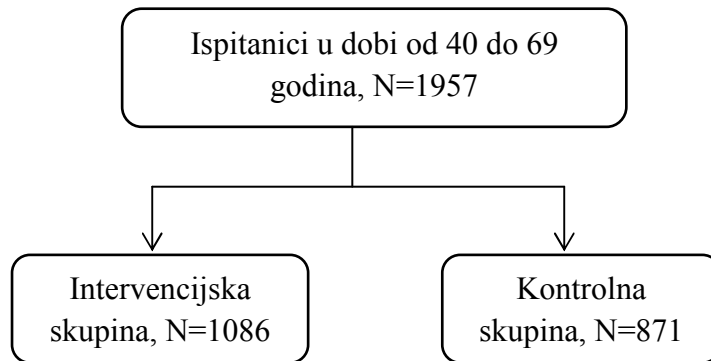 Ispitanici u dobi od 40 do 69
godina, N=1957
Intervencijska
skupina, N=1086
Kontrolna
skupina, N=871